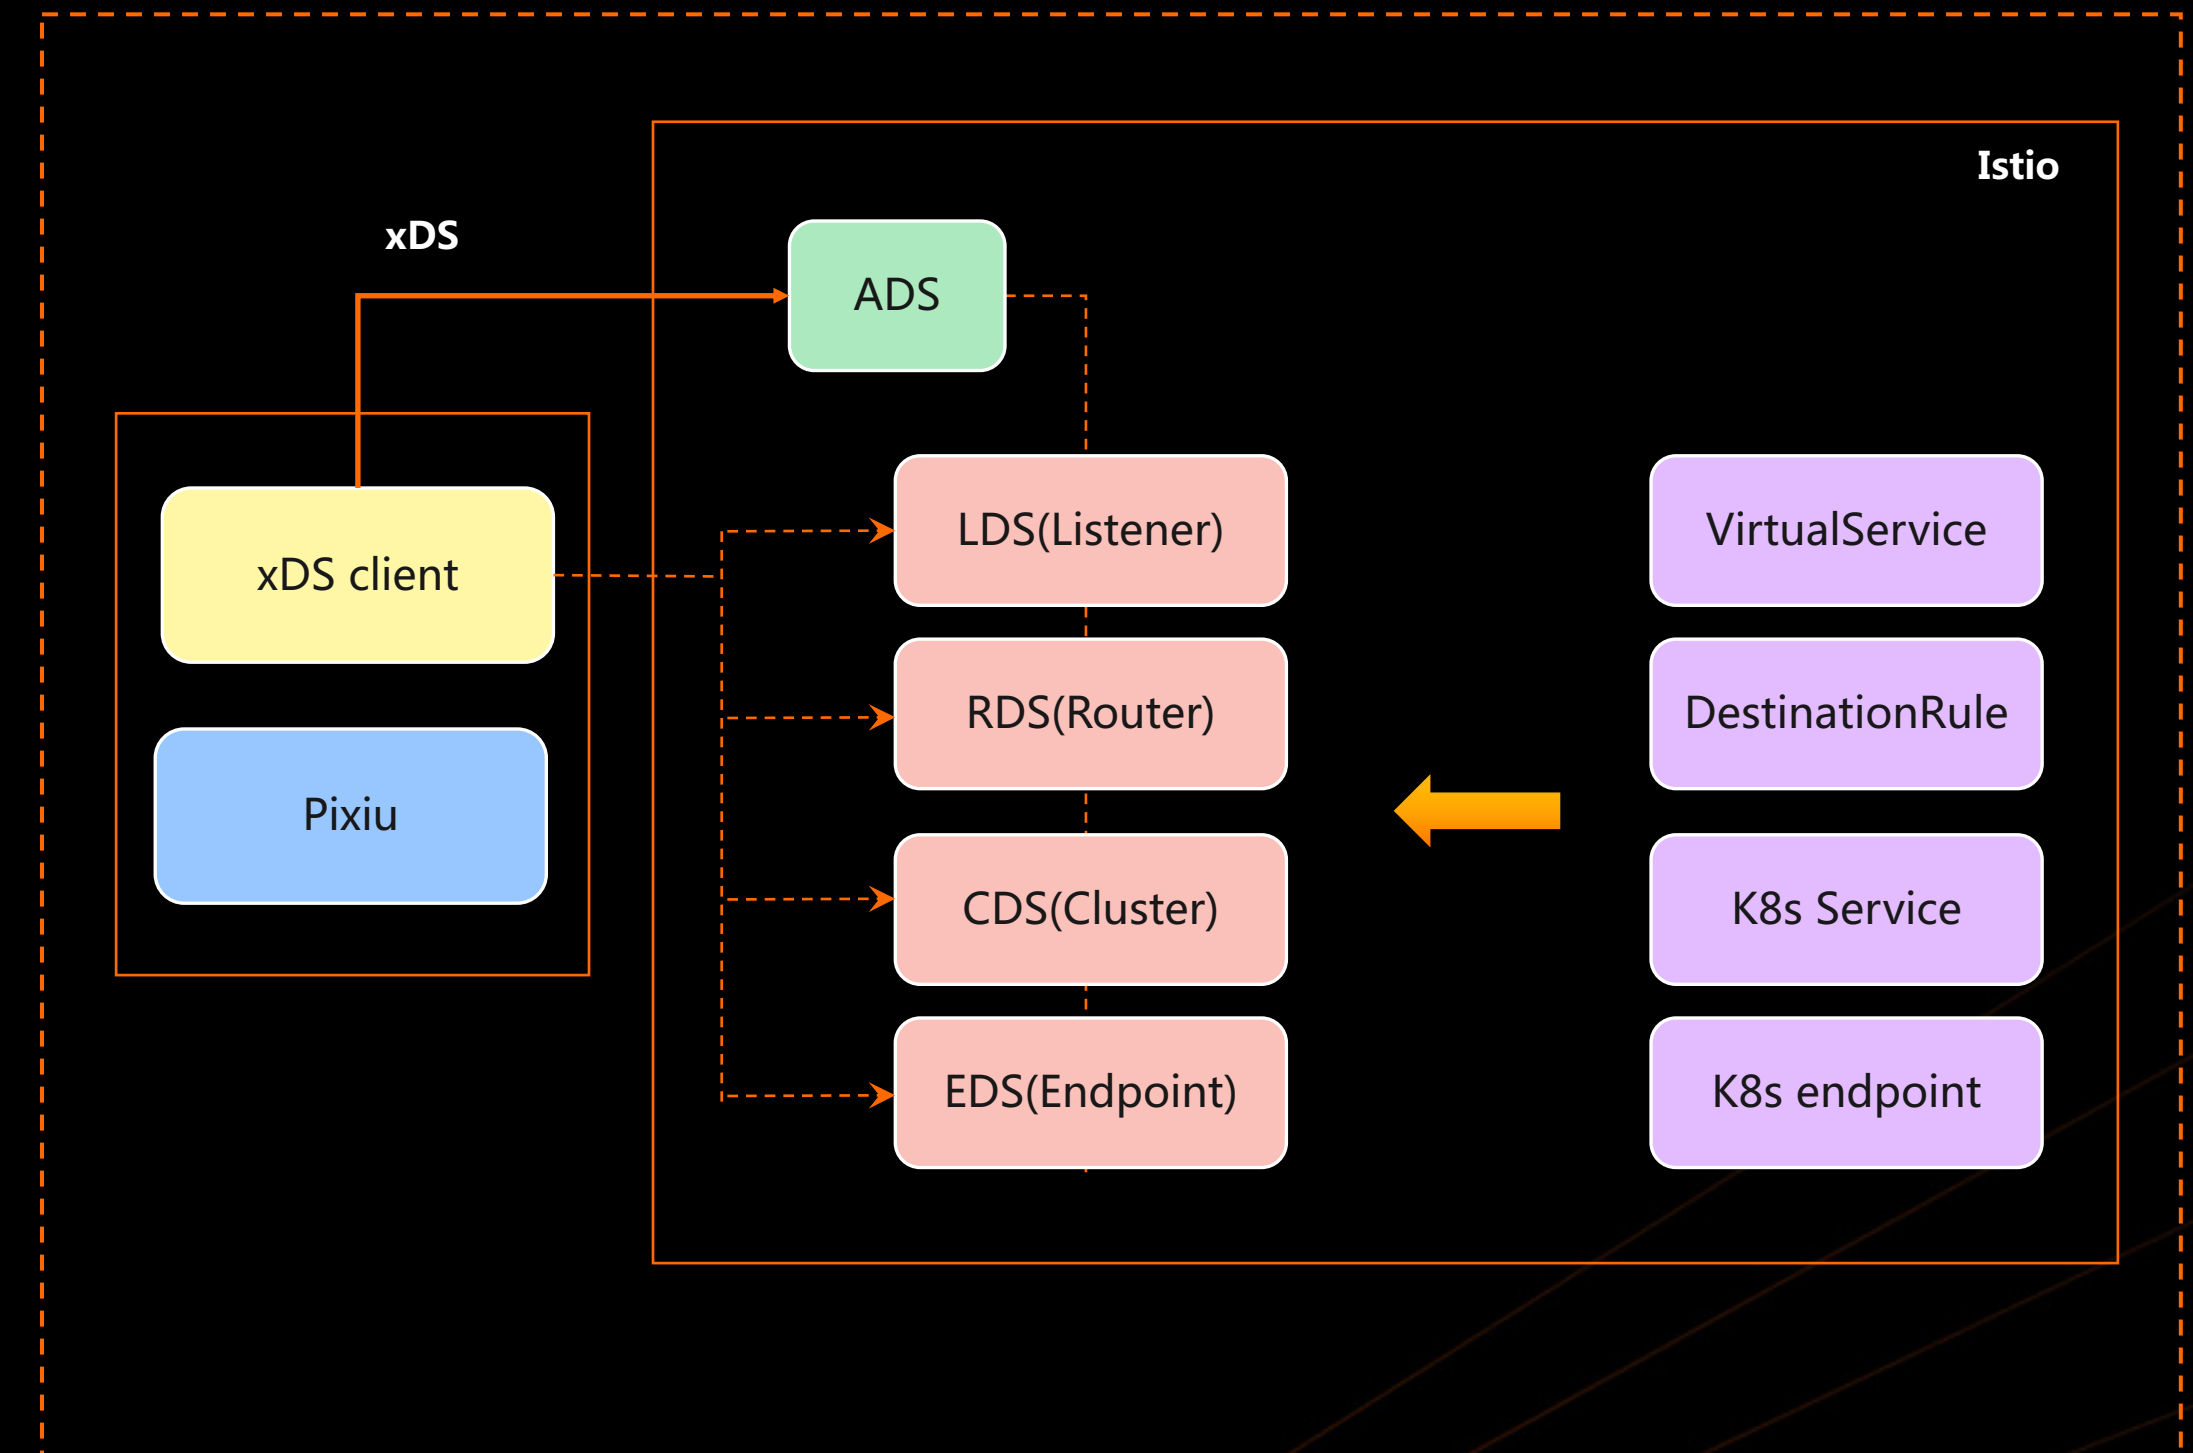 Istio
xDS
ADS
xDS client
Pixiu
LDS(Listener)
RDS(Router)
CDS(Cluster)
EDS(Endpoint)
VirtualService
DestinationRule
K8s Service
K8s endpoint